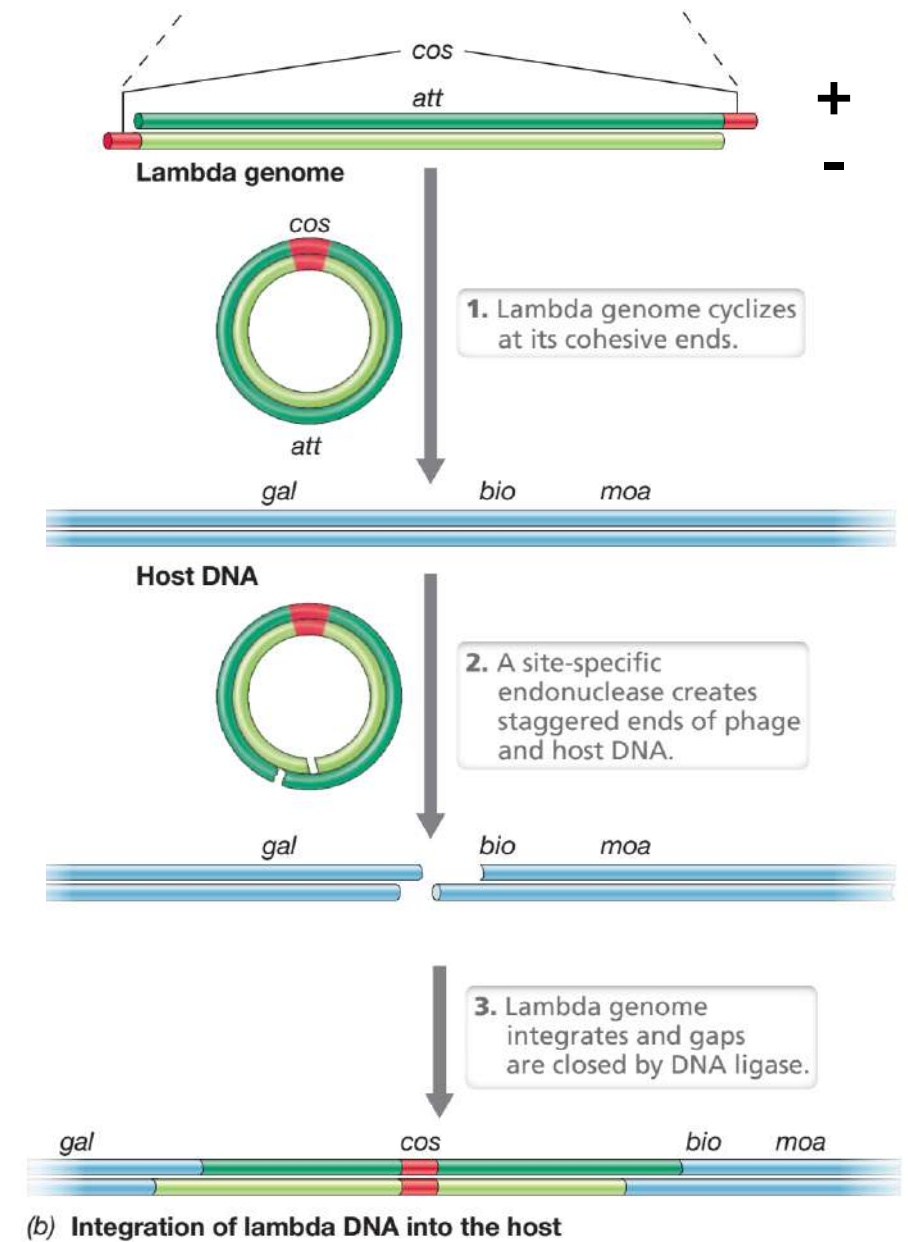 cos
att
+
-
Lambda genome
cos
1. Lambda genome cyclizes
at its cohesive ends.
att
gal bio moa
Host DNA
2. A site-specific
endonuclease creates
staggered ends of phage
and host DNA.
gal bio moa
3. Lambda genome
integrates and gaps
are closed by DNA ligase.
gal cos bio moa
(b) Integration of lambda DNA into the host